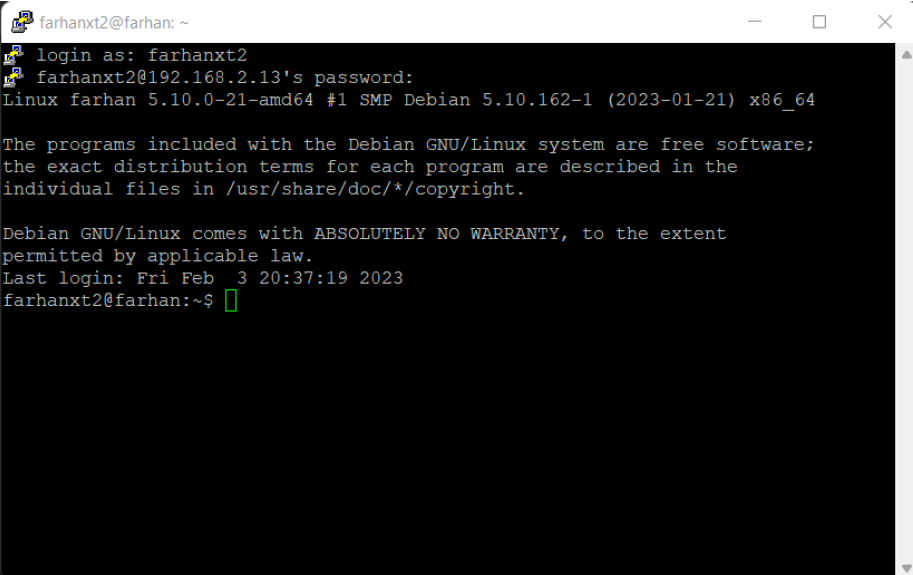 farhanxt2@farhan: ~
login as: farhanxt2
farhanxt2@192.168.2.13's password:
Linux farhan 5.10.0-21-amd64 #1 SMP Debian 5.10.162-1 (2023-01-21) x86_64
The programs included with the Debian GNU/Linux system are free software;
the exact distribution terms for each program are described in the
individual files in /usr/share/doc/*/copyright.
Debian GNU/Linux comes with ABSOLUTELY NO WARRANTY, to the extent
permitted by applicable law.
Last login: Fri Feb  3 20:37:19 2023
farhanxt2@farhan:~$